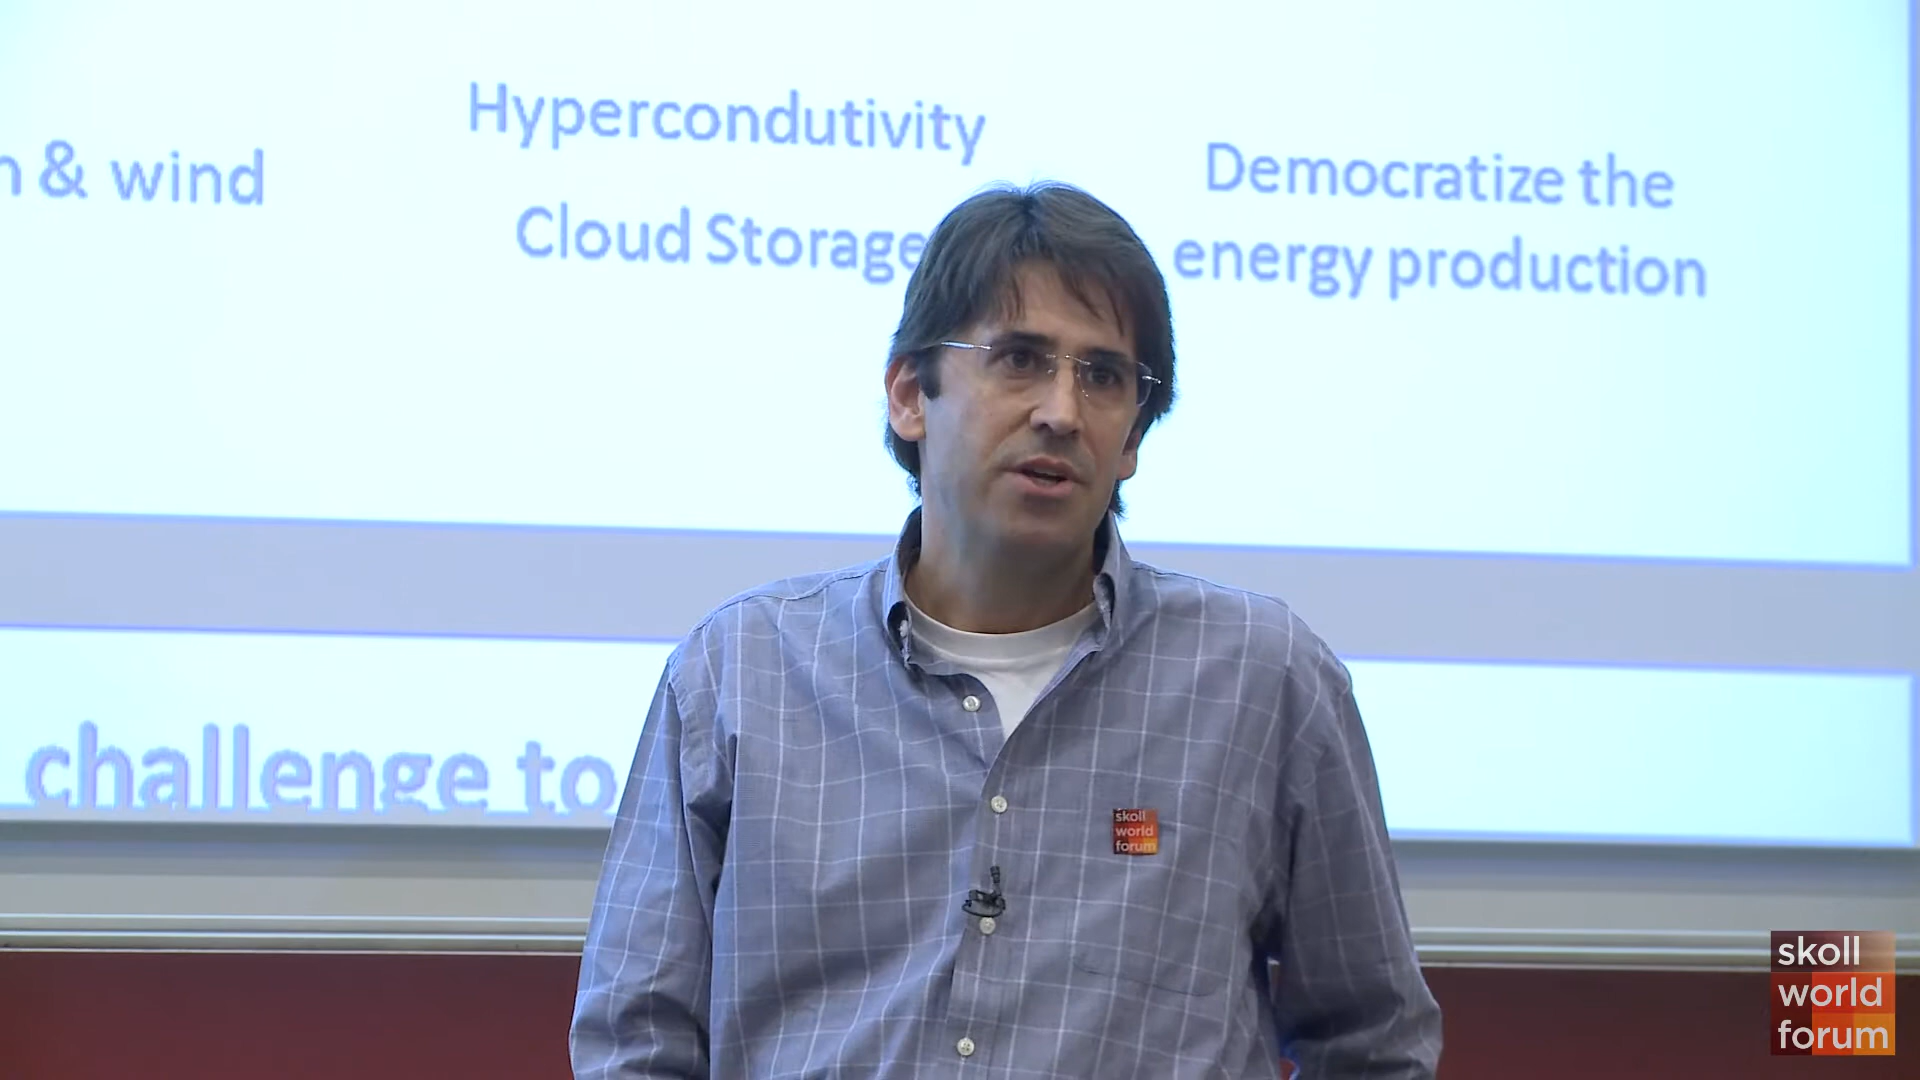 & wind
Hypercondutivity
Cloud Storage
Democratize the
energy production
challenge to
skoll
world
forum
skoll
world
forum